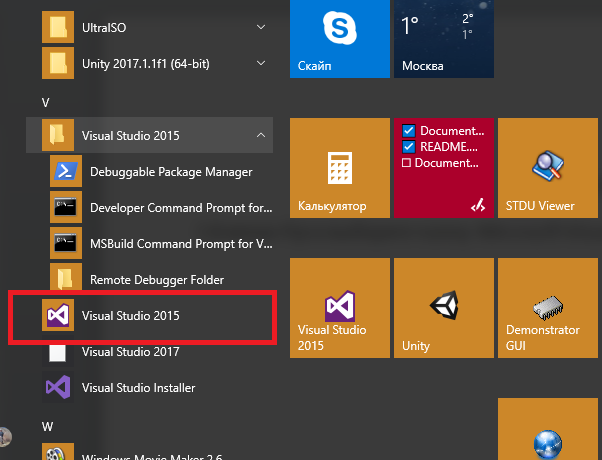 UltraISO
Unity 2017.1.1f1 (64-bit)
V
Visual Studio 2015
Debuggable Package Manager
Developer Command Prompt for...
MSBuild Command Prompt for V...
Remote Debugger Folder
Visual Studio 2015
Visual Studio 2017
Visual Studio Installer
W
Windows Movie Maker 2.6
Скайп
1°
2°
-1°
Москва
Калькулятор
Document...
README....
Document...
STDU Viewer
Visual Studio
2015
Unity
Demonstrator
GUI